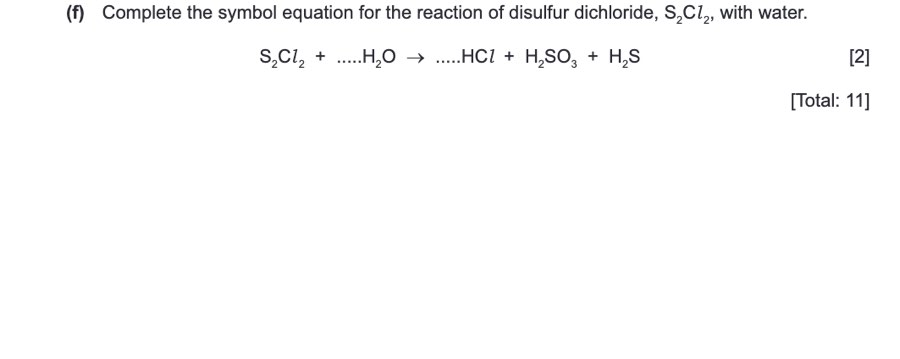 (f) Complete the symbol equation for the reaction of disulfur dichloride, S₂Cl₂, with water.
S₂Cl₂ + .....H₂O → .....HCl + H₂SO₃ + H₂S [2]
[Total: 11]